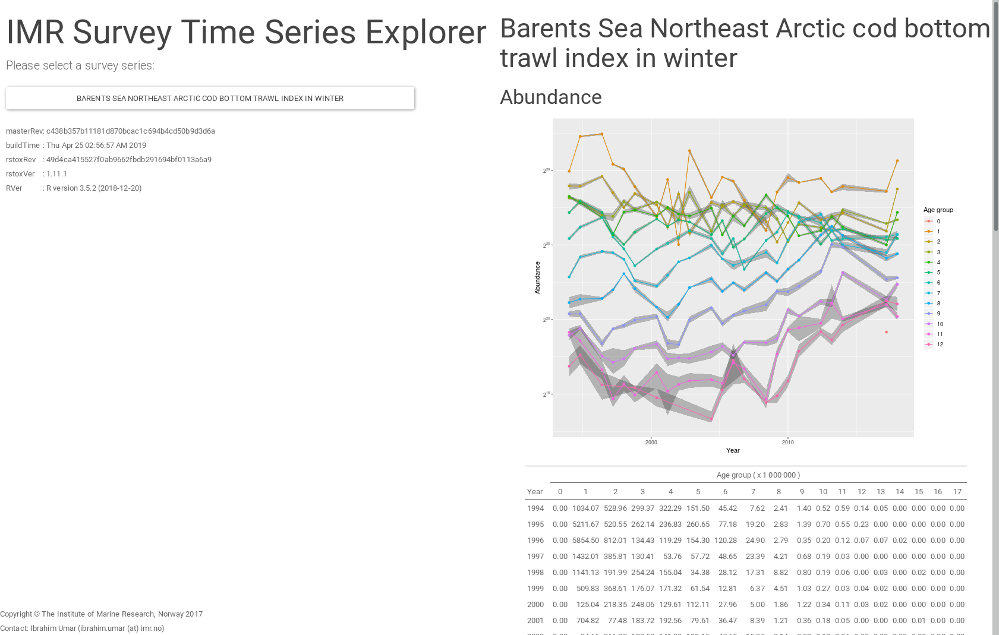 IMR Survey Time Series Explorer
Please select a survey series:
BARENTS SEA NORTHEAST ARCTIC COD BOTTOM TRAWL INDEX IN WINTER
masterRev: c438b357b11181d870bcac1c694b4cd50b9d3d6a
buildTime : Thu Apr 25 02:56:57 AM 2019
rstoxRev : 49d4ca415527f0ab9662fbdb291694bf0113a6a9
rstoxVer : 1.11.1
RVer : R version 3.5.2 (2018-12-20)
Copyright © The Institute of Marine Research, Norway 2017
Contact: Ibrahim Umar (ibrahim.umar (at) imr.no)
Barents Sea Northeast Arctic cod bottom
trawl index in winter
Abundance
2^30
2^25
2^20
2^15
Abundance
2000 2010
Year
Age group
0
1
2
3
4
5
6
7
8
9
10
11
12
Age group ( x 1 000 000 )
Year 0 1 2 3 4 5 6 7 8 9 10 11 12 13 14 15 16 17
1994 0.00 1034.07 528.96 299.37 322.29 151.50 45.42 7.62 2.41 1.40 0.52 0.59 0.14 0.05 0.00 0.00 0.00 0.00
1995 0.00 5211.67 520.55 262.14 236.83 260.65 77.18 19.20 2.83 1.39 0.70 0.55 0.23 0.00 0.00 0.00 0.00 0.00
1996 0.00 5854.50 812.01 134.43 119.29 154.30 120.28 24.90 2.79 0.35 0.20 0.12 0.07 0.07 0.02 0.00 0.00 0.00
1997 0.00 1432.01 385.81 130.41 53.76 57.72 48.65 23.39 4.21 0.68 0.19 0.03 0.00 0.00 0.00 0.00 0.00 0.00
1998 0.00 1141.13 191.99 254.24 155.04 34.38 28.12 17.31 8.82 0.80 0.19 0.06 0.00 0.03 0.00 0.02 0.00 0.00
1999 0.00 509.83 368.61 176.07 171.32 61.54 12.81 6.37 4.51 1.03 0.27 0.03 0.04 0.02 0.00 0.00 0.00 0.00
2000 0.00 125.04 218.35 248.06 129.61 112.11 27.96 5.00 1.86 1.22 0.34 0.11 0.03 0.02 0.00 0.00 0.00 0.00
2001 0.00 704.82 77.48 183.72 192.56 79.61 36.47 8.39 1.21 0.36 0.18 0.05 0.00 0.00 0.00 0.01 0.00 0.00